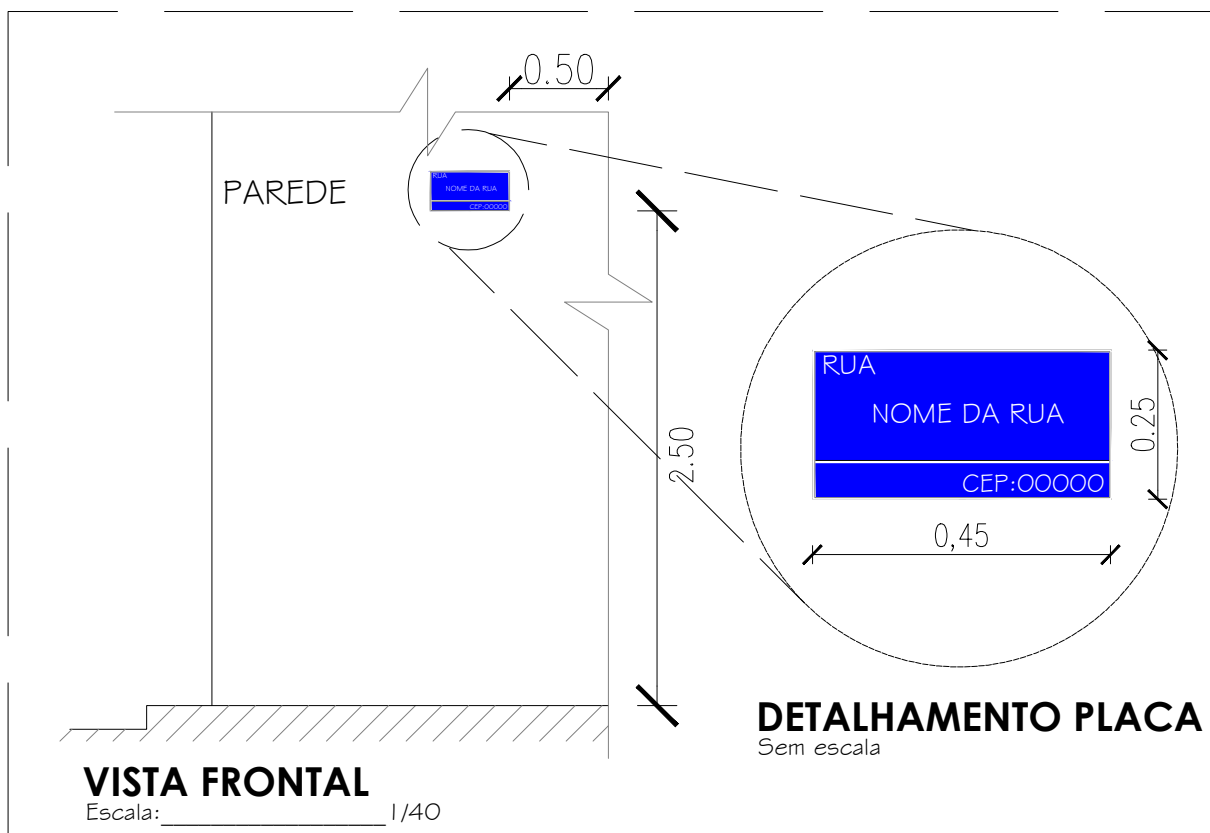 0.50
PAREDE
RUA
NOME DA RUA
CEP:00000
2.50
RUA
NOME DA RUA
CEP:00000
0.25
0,45
DETALHAMENTO PLACA
Sem escala
VISTA FRONTAL
Escala:__________________1/40